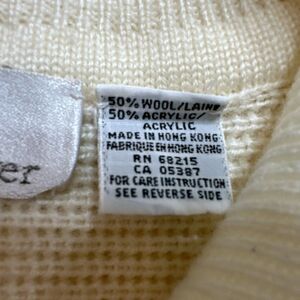 er
50% WOOL/LAINE
50% ACRYLIC/
ACRYLIC
MADE IN HONG KONG
FABRIQUE EN HONG KONG
RN 68215
CA 05387
FOR CARE INSTRUCTION
SEE REVERSE SIDE